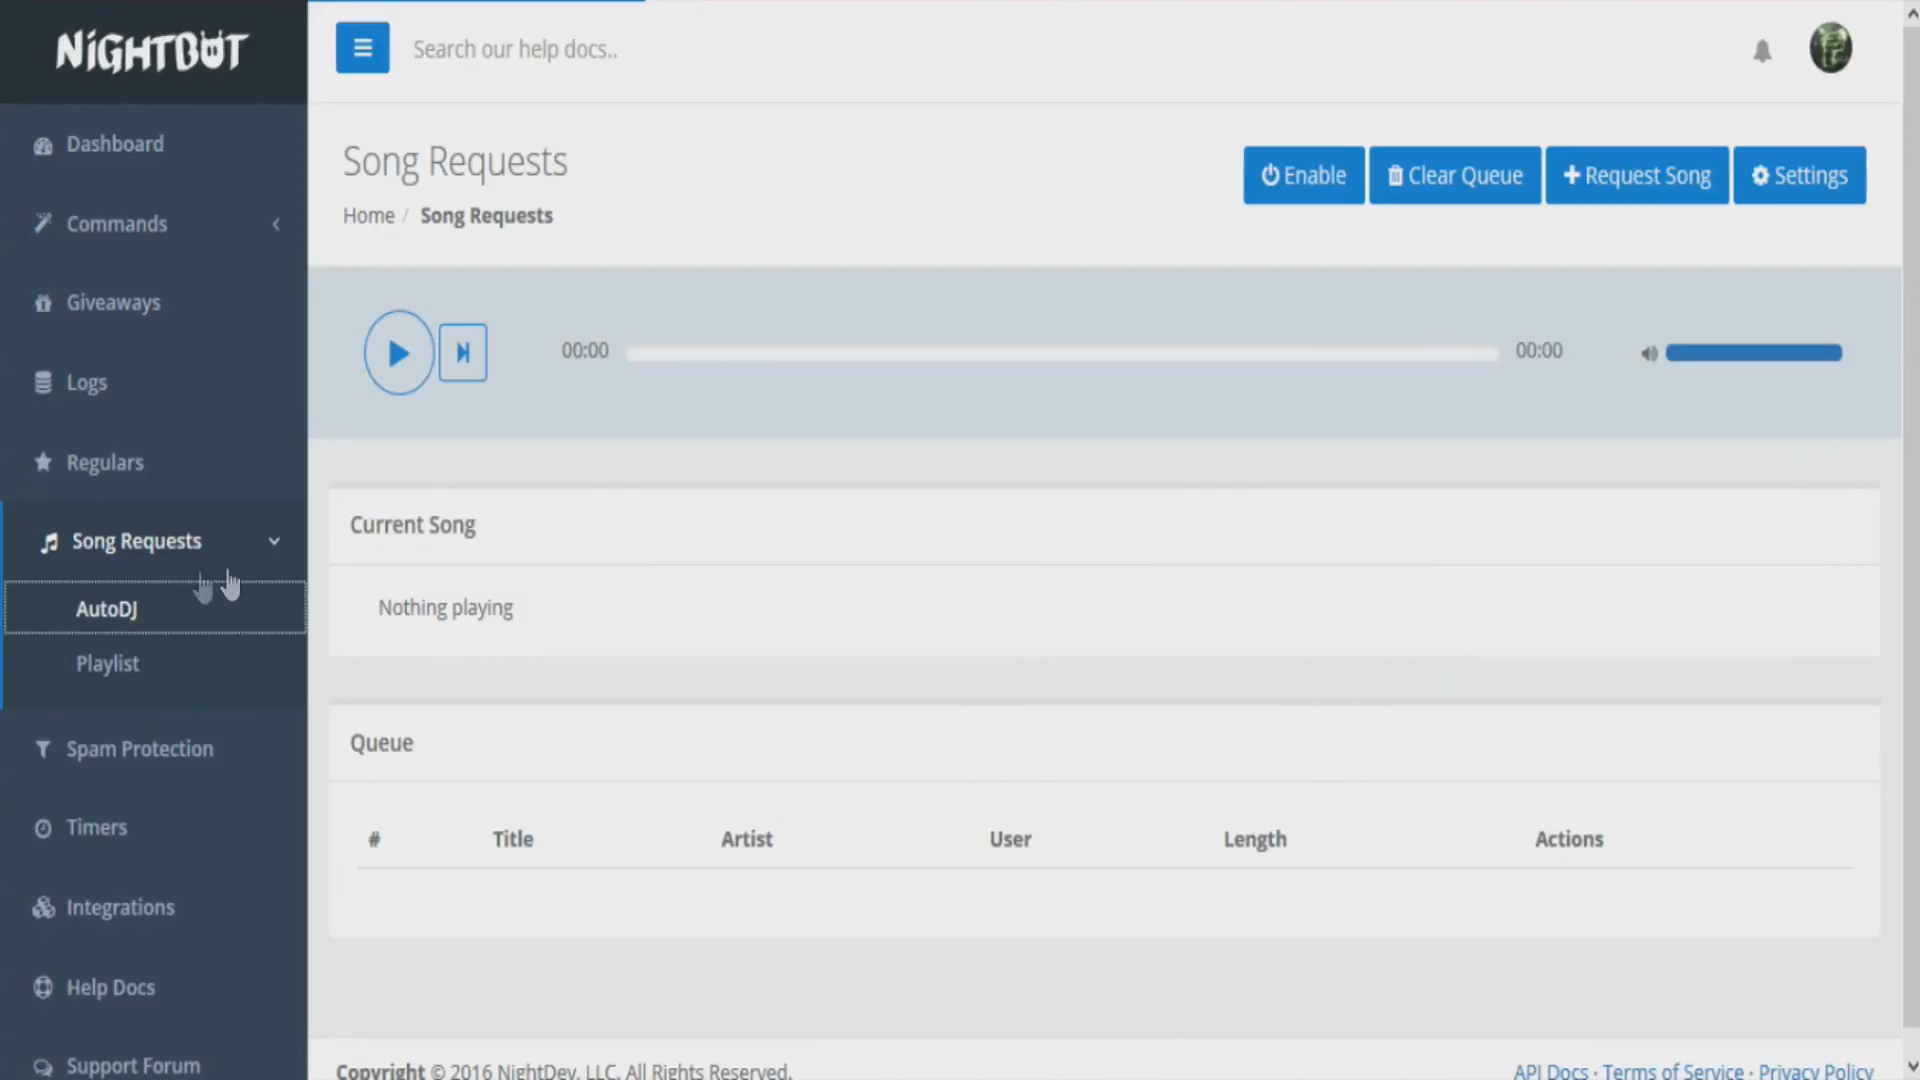 NiGHTBOT
Search our help docs..
Dashboard
Commands
Giveaways
Logs
Regulars
Song Requests
AutoDJ
Playlist
Spam Protection
Timers
Integrations
Help Docs
Support Forum
Song Requests
Home / Song Requests
Enable
Clear Queue
Request Song
Settings
00:00
00:00
Current Song
Nothing playing
Queue
# Title Artist User Length Actions
Copyright © 2016 NightDev, LLC. All Rights Reserved.
API Docs · Terms of Service · Privacy Policy